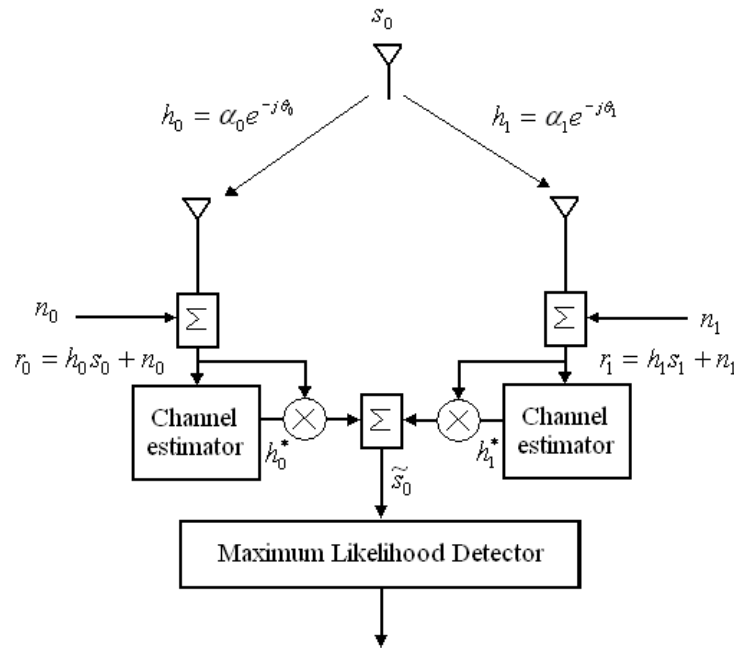 s₀
h₀ = α₀e^{-jθ₀}
h₁ = α₁e^{-jθ₁}
n₀
Σ
Σ
n₁
r₀ = h₀s₀ + n₀
r₁ = h₁s₁ + n₁
Channel estimator
×
Σ
×
Channel estimator
h₀*
h₁*
s̃₀
Maximum Likelihood Detector